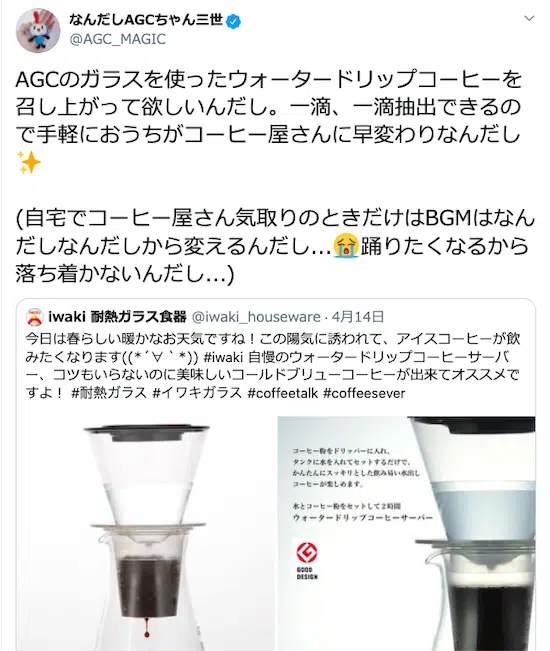 なんだしAGCちゃん三世
@AGC_MAGIC
AGCのガラスを使ったウォータードリップコーヒーを
召し上がって欲しいんだし。一滴、一滴抽出できるの
で手軽におうちがコーヒー屋さんに早変わりなんだし
✨
(自宅でコーヒー屋さん気取りのときだけはBGMはなん
だしなんだしから変えるんだし...😭踊りたくなるから
落ち着かないんだし...)
iwaki 耐熱ガラス食器 @iwaki_houseware · 4月14日
今日は春らしい暖かなお天気ですね！この陽気に誘われて、アイスコーヒーが飲
みたくなります((*´∀｀*)) #iwaki 自慢のウォータードリップコーヒーサーバ
ー、コツもいらないのに美味しいコールドブリューコーヒーが出来てオススメで
すよ！ #耐熱ガラス #イワキガラス #coffeetalk #coffeesever
コーヒー粉をドリッパーに入れ、
タンクに水を入れてセットするだけで、
かんたんにスッキリとした飲み易い水出し
コーヒーが楽しめます。
水とコーヒー粉をセットして2時間
ウォータードリップコーヒーサーバー
GOOD
DESIGN